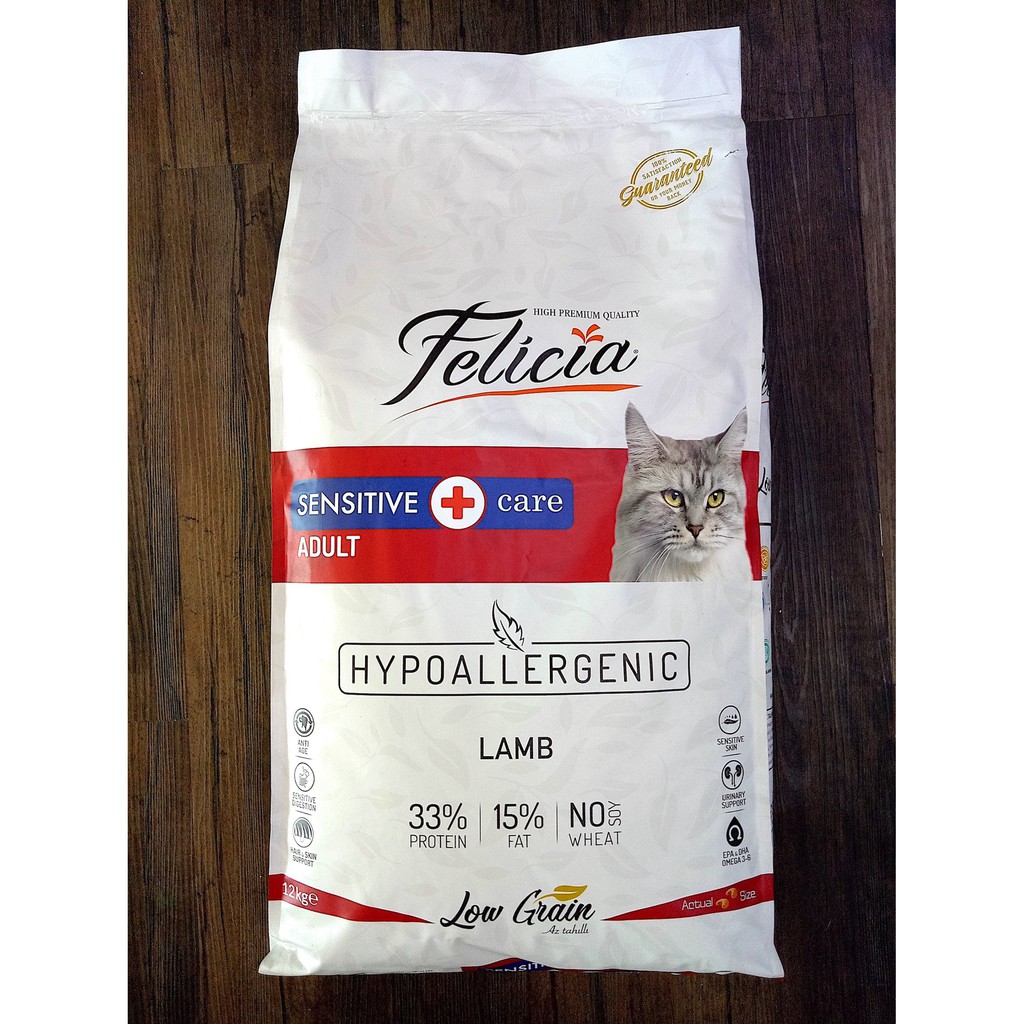 100%
SATISFACTION
Guaranteed
ON YOUR MONEY
BACK
HIGH PREMIUM QUALITY
Felicia®
SENSITIVE + care
ADULT
HYPOALLERGENIC
LAMB
ANTI
AGE
SENSITIVE
DIGESTION
HAIR & SKIN
SUPPORT
SENSITIVE
SKIN
URINARY
SUPPORT
EPA & DHA
OMEGA 3-6
33%
PROTEIN
15%
FAT
NO SOY
WHEAT
12kg℮
Low Grain
Az tahıllı
Actual Size